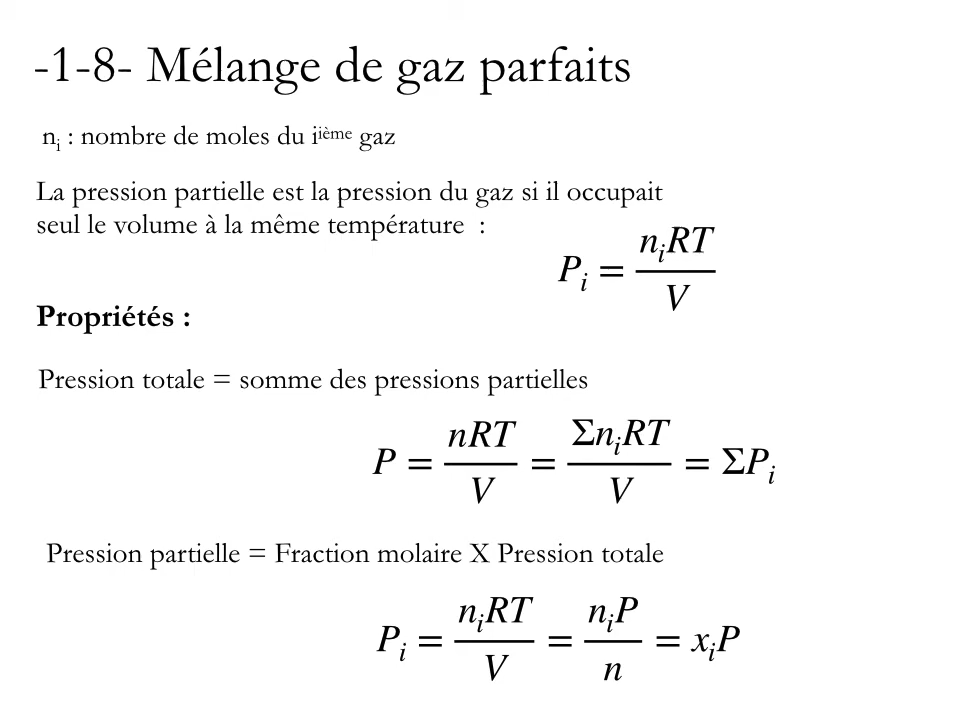 -1-8- Mélange de gaz parfaits
nᵢ : nombre de moles du iⁱᵉ̀ᵐᵉ gaz
La pression partielle est la pression du gaz si il occupait
seul le volume à la même température :
Pᵢ = nᵢRT / V
Propriétés :
Pression totale = somme des pressions partielles
P = nRT / V = ΣnᵢRT / V = ΣPᵢ
Pression partielle = Fraction molaire X Pression totale
Pᵢ = nᵢRT / V = nᵢP / n = xᵢP